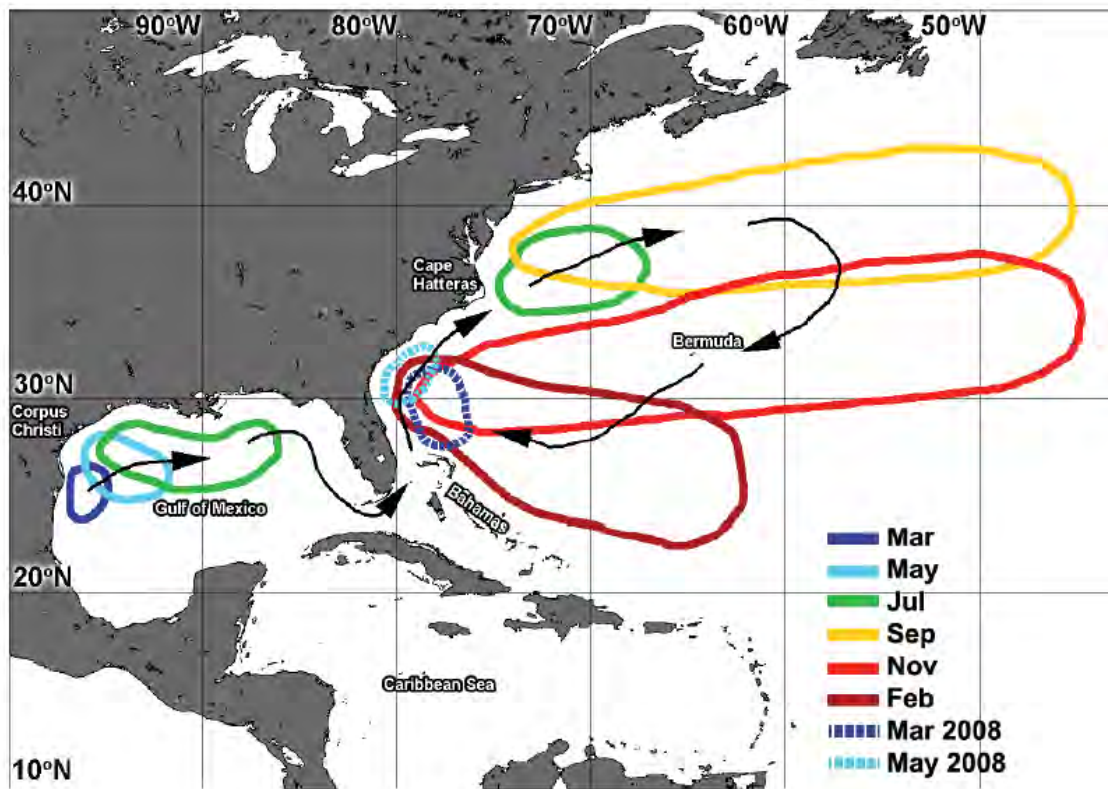 90°W 80°W 70°W 60°W 50°W
40°N
Cape
Hatteras
Bermuda
30°N
Corpus
Christi
Gulf of Mexico
Bahamas
20°N
Caribbean Sea
10°N
Mar
May
Jul
Sep
Nov
Feb
Mar 2008
May 2008